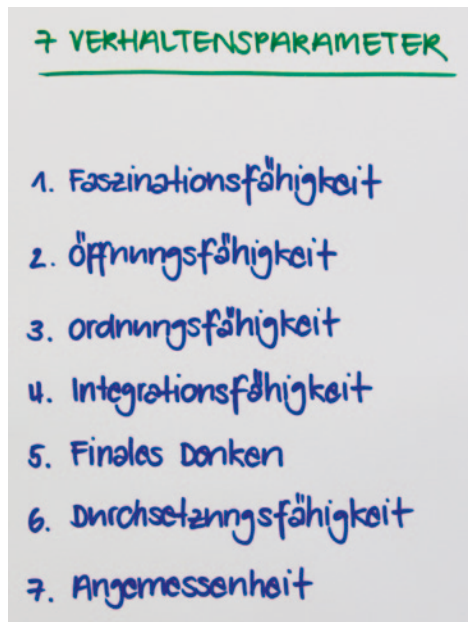 7 VERHALTENSPARAMETER
1. Faszinationsfähigkeit
2. Öffnungsfähigkeit
3. Ordnungsfähigkeit
4. Integrationsfähigkeit
5. Finales Denken
6. Durchsetzungsfähigkeit
7. Angemessenheit